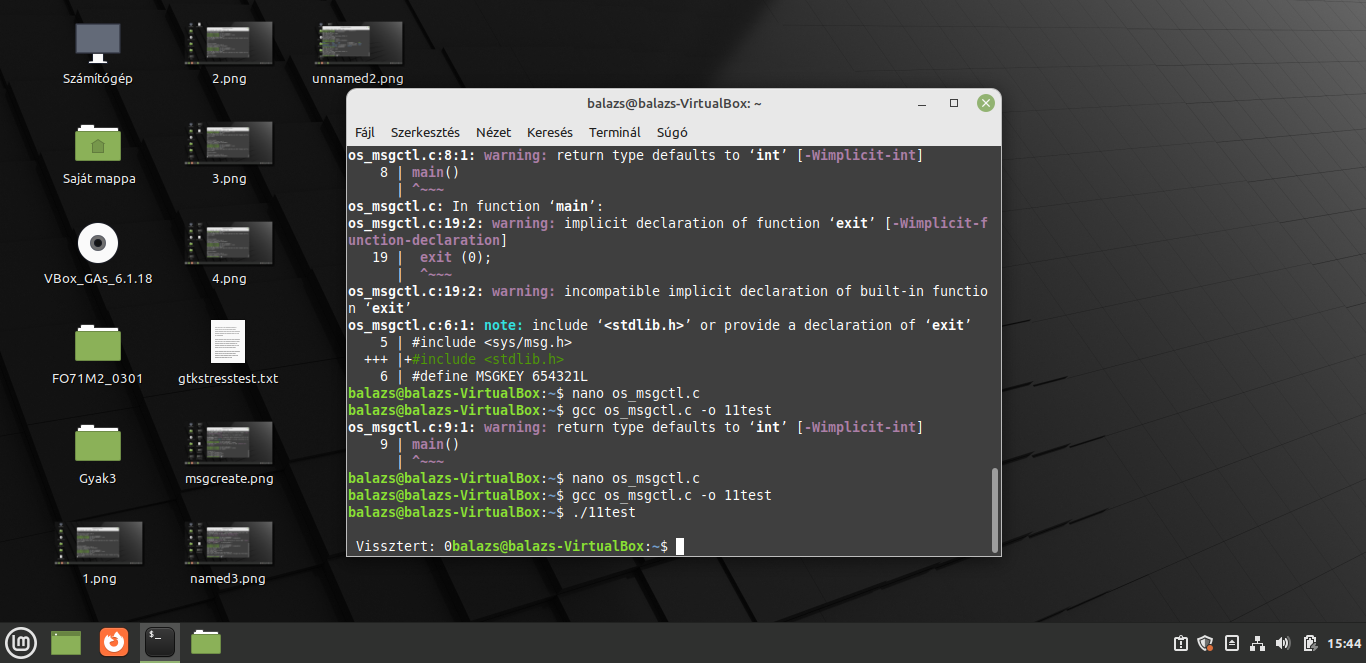 Számítógép
2.png
unnamed2.png
Saját mappa
3.png
VBox_GAs_6.1.18
4.png
FO71M2_0301
gtkstresstest.txt
Gyak3
msgcreate.png
1.png
named3.png
balazs@balazs-VirtualBox: ~
Fájl Szerkesztés Nézet Keresés Terminál Súgó
os_msgctl.c:8:1: warning: return type defaults to ‘int’ [-Wimplicit-int]
8 | main()
| ^~~~
os_msgctl.c: In function ‘main’:
os_msgctl.c:19:2: warning: implicit declaration of function ‘exit’ [-Wimplicit-f
unction-declaration]
19 | exit (0);
| ^~~~
os_msgctl.c:19:2: warning: incompatible implicit declaration of built-in functio
n ‘exit’
os_msgctl.c:6:1: note: include ‘<stdlib.h>’ or provide a declaration of ‘exit’
5 | #include <sys/msg.h>
+++ |+#include <stdlib.h>
6 | #define MSGKEY 654321L
balazs@balazs-VirtualBox:~$ nano os_msgctl.c
balazs@balazs-VirtualBox:~$ gcc os_msgctl.c -o 11test
os_msgctl.c:9:1: warning: return type defaults to ‘int’ [-Wimplicit-int]
9 | main()
| ^~~~
balazs@balazs-VirtualBox:~$ nano os_msgctl.c
balazs@balazs-VirtualBox:~$ gcc os_msgctl.c -o 11test
balazs@balazs-VirtualBox:~$ ./11test
Vissztert: 0balazs@balazs-VirtualBox:~$
$_
15:44